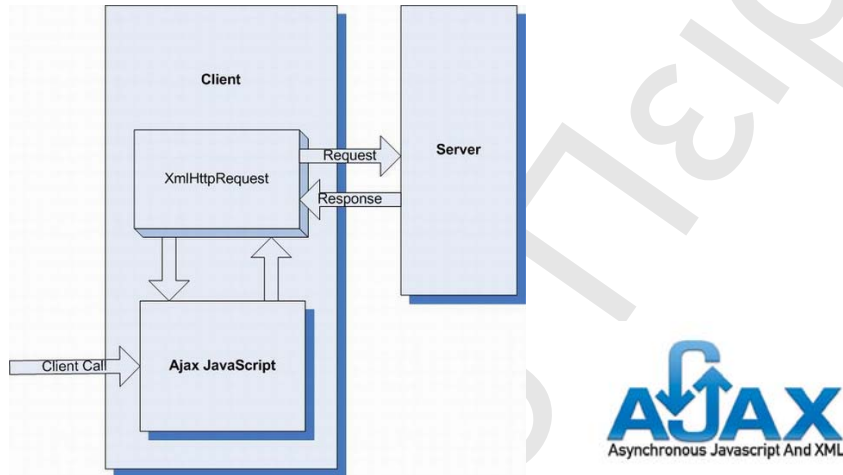 Client
XmlHttpRequest
Request
Server
Response
Client Call
Ajax JavaScript
AJAX
Asynchronous Javascript And XML